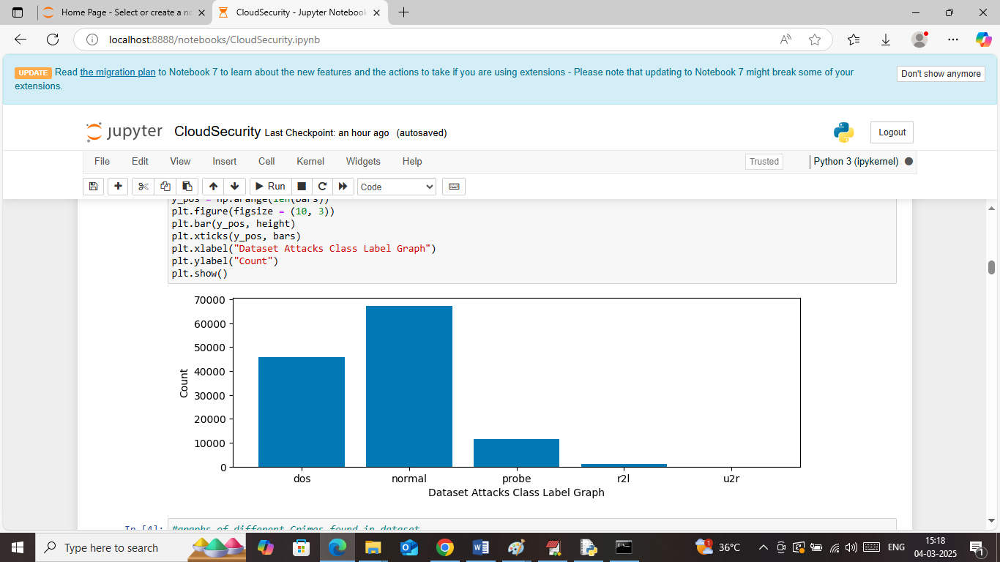 Home Page - Select or create a no
CloudSecurity - Jupyter Notebook
localhost:8888/notebooks/CloudSecurity.ipynb
UPDATE Read the migration plan to Notebook 7 to learn about the new features and the actions to take if you are using extensions - Please note that updating to Notebook 7 might break some of your
extensions.
Don't show anymore
jupyter CloudSecurity Last Checkpoint: an hour ago (autosaved)
Logout
File Edit View Insert Cell Kernel Widgets Help
Trusted
Python 3 (ipykernel)
Run
Code
y_pos = np.arange(len(bars))
plt.figure(figsize = (10, 3))
plt.bar(y_pos, height)
plt.xticks(y_pos, bars)
plt.xlabel("Dataset Attacks Class Label Graph")
plt.ylabel("Count")
plt.show()
70000
60000
50000
40000
30000
20000
10000
0
Count
dos normal probe r2l u2r
Dataset Attacks Class Label Graph
In [4]: #graphs of different Crimes found in dataset
Type here to search
36°C
ENG
15:18
04-03-2025
1
1